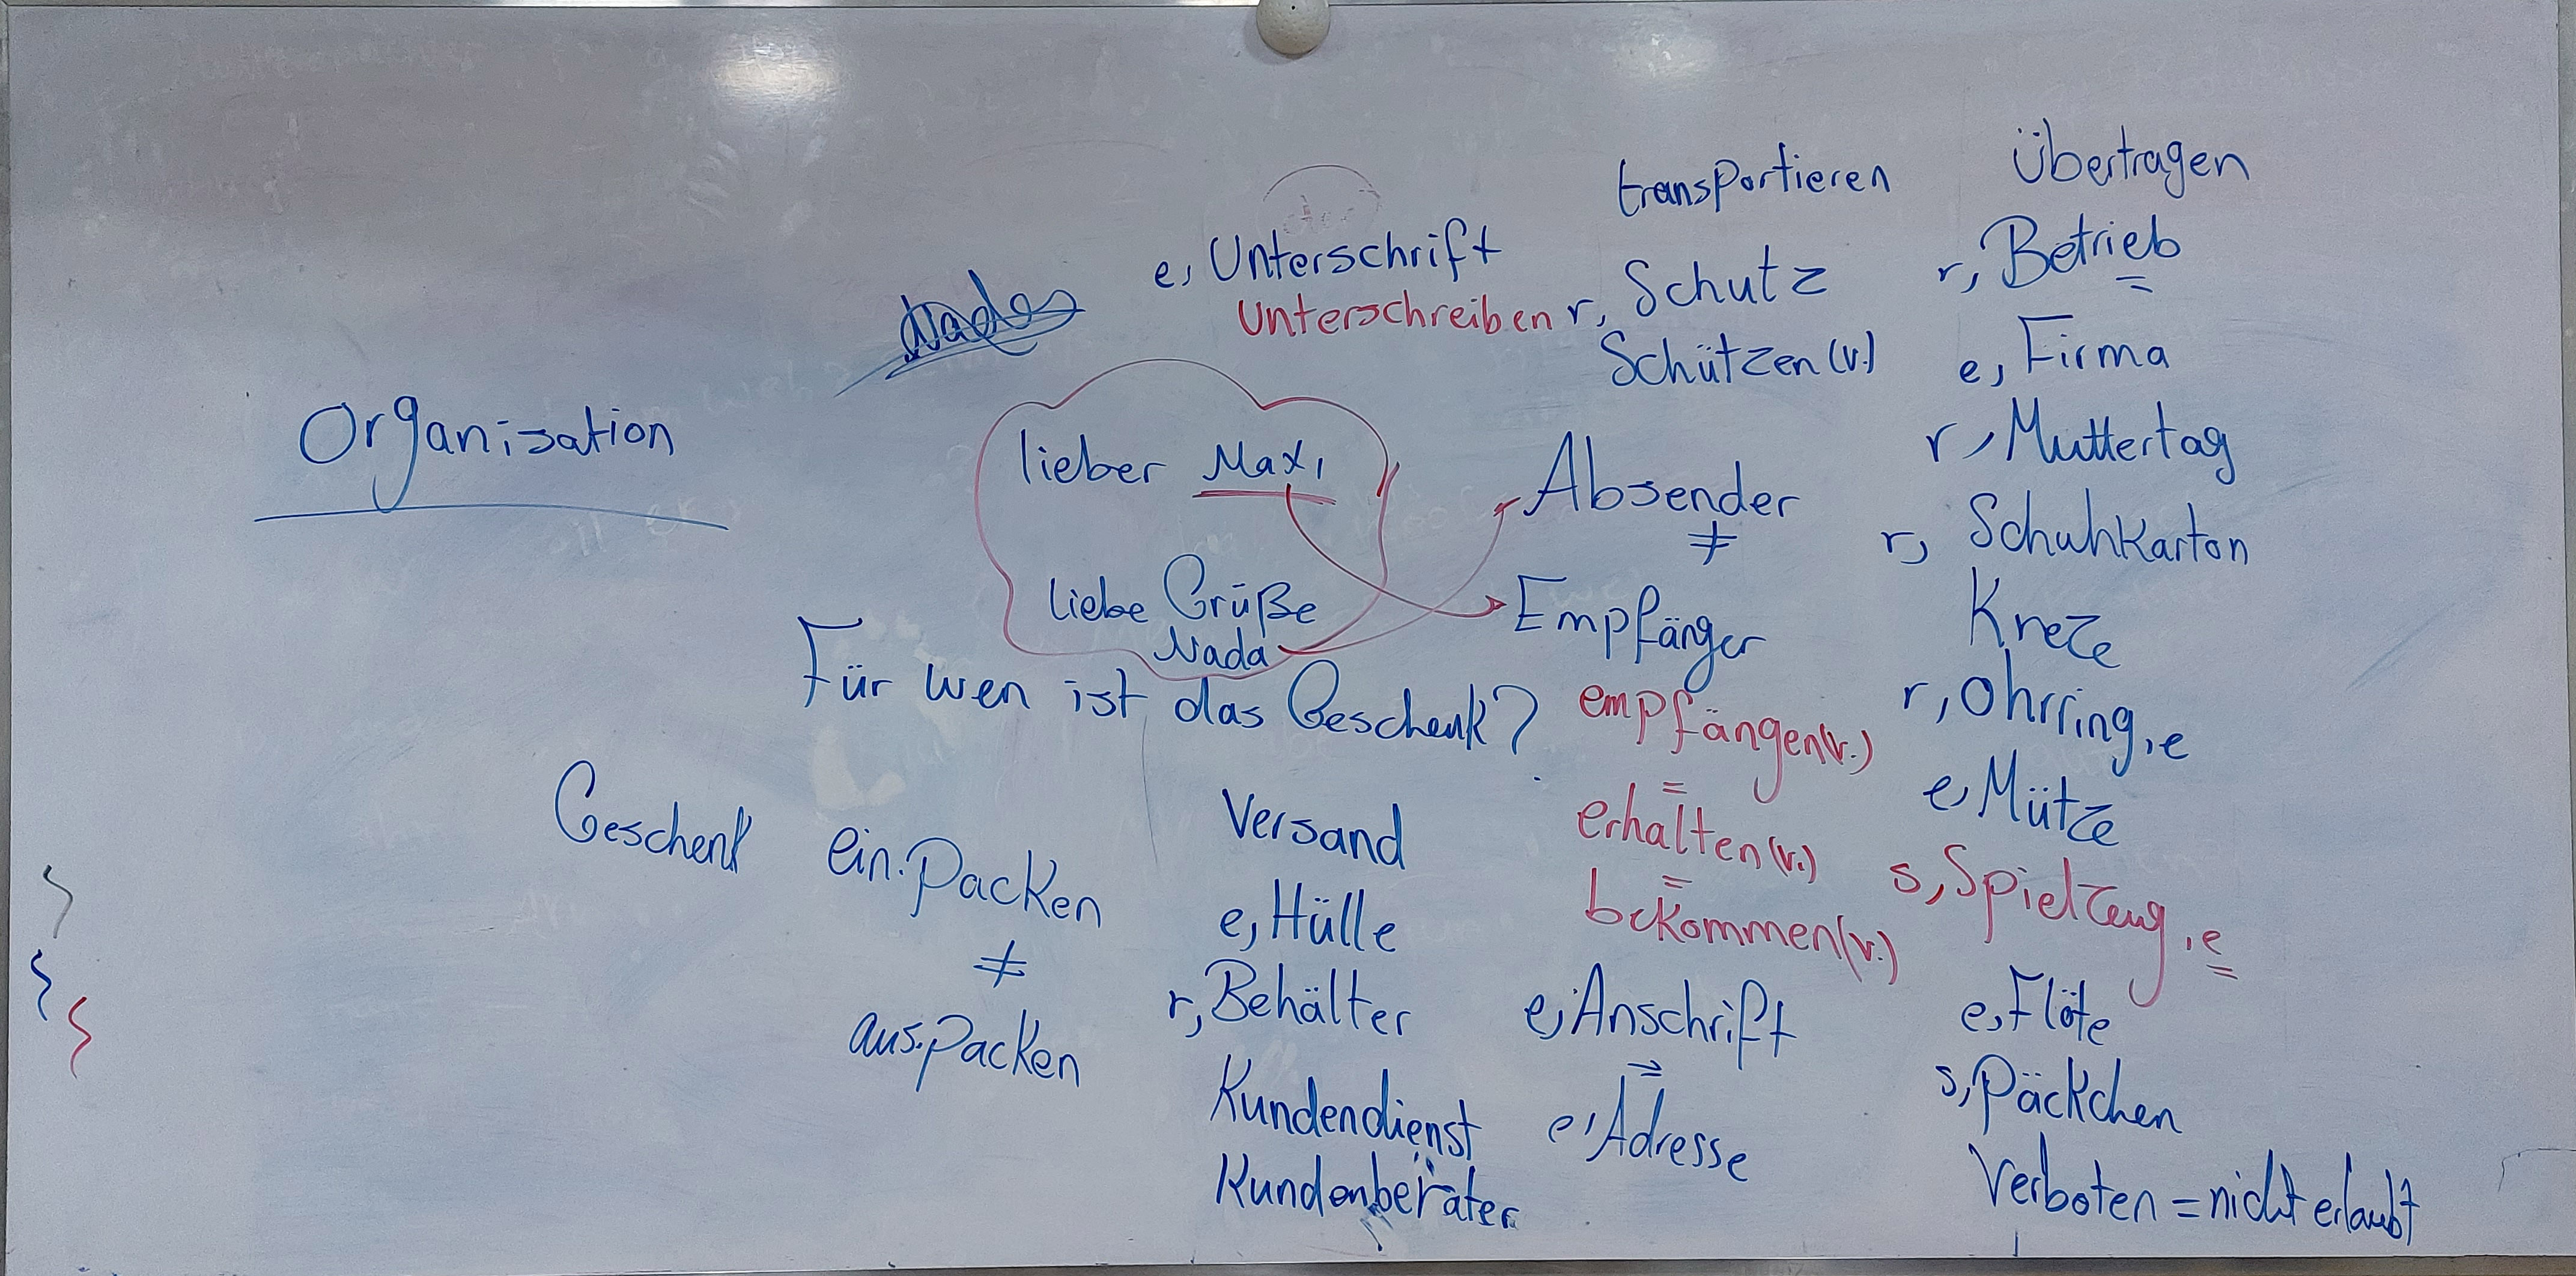 Organisation
Nados
e, Unterschrift
Unterschreiben
lieber Max,
liebe Grüße
Nada
Für wen ist das Geschenk?
Geschenk
ein.packen
≠
aus.packen
Versand
e, Hülle
r, Behälter
Kundendienst
Kundenberater
transportieren
r, Schutz
Schützen (v.)
Absender
≠
Empfänger
empfängen (v.)
=
erhalten (v.)
=
bekommen (v.)
e, Anschrift
=
e, Adresse
Übertragen
r, Betrieb
e, Firma
r, Muttertag
r, Schuhkarton
Kreze
r, Ohrring, e
e, Mütze
s, Spielzeug, e
e, Flöte
s, Päckchen
Verboten = nicht erlaubt